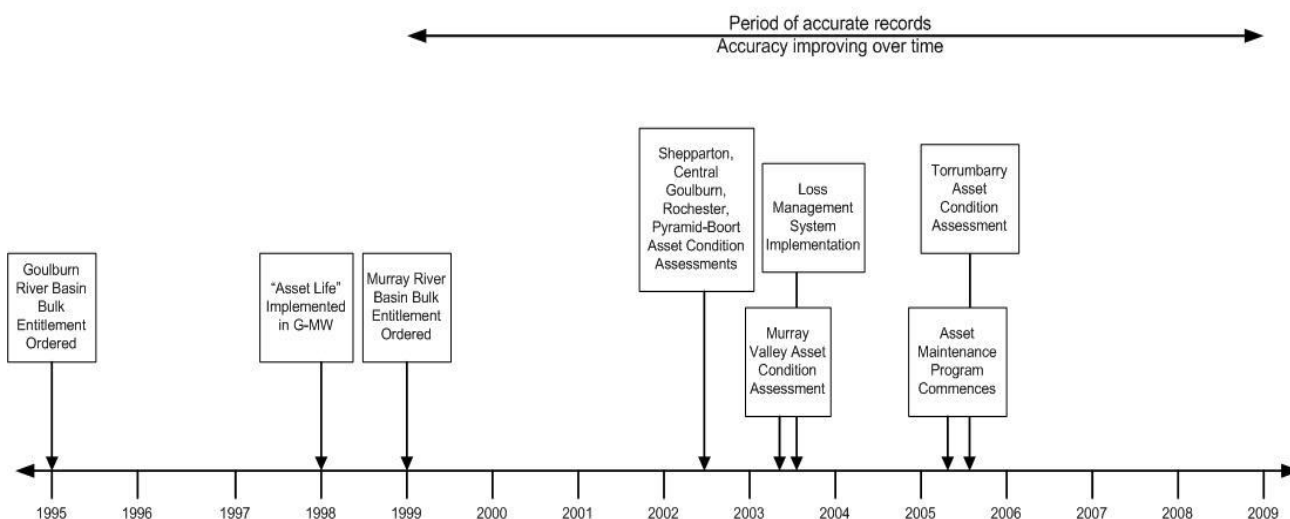 Period of accurate records
Accuracy improving over time
Goulburn
River Basin
Bulk
Entitlement
Ordered
“Asset Life”
Implemented
in G-MW
Murray River
Basin Bulk
Entitlement
Ordered
Shepparton,
Central
Goulburn,
Rochester,
Pyramid-Boort
Asset Condition
Assessments
Loss
Management
System
Implementation
Murray
Valley Asset
Condition
Assessment
Torrumbarry
Asset
Condition
Assessment
Asset
Maintenance
Program
Commences
1995 1996 1997 1998 1999 2000 2001 2002 2003 2004 2005 2006 2007 2008 2009